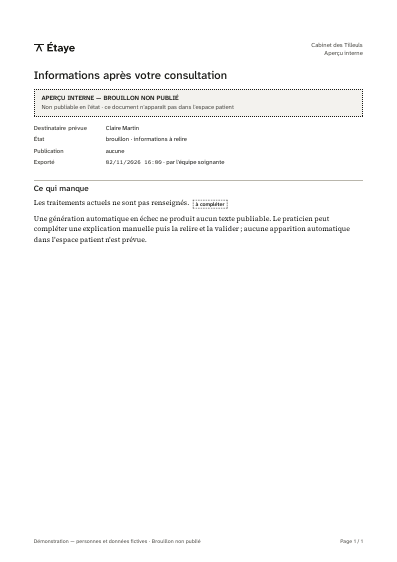 Étaye
Cabinet des Tilleuls
Aperçu interne
Informations après votre consultation
APERÇU INTERNE — BROUILLON NON PUBLIÉ
Non publiable en l'état · ce document n'apparaît pas dans l'espace patient
Destinataire prévue Claire Martin
État brouillon · informations à relire
Publication aucune
Exporté 02/11/2026 16:00 · par l'équipe soignante
Ce qui manque
Les traitements actuels ne sont pas renseignés. à compléter
Une génération automatique en échec ne produit aucun texte publiable. Le praticien peut
compléter une explication manuelle puis la relire et la valider ; aucune apparition automatique
dans l'espace patient n'est prévue.
Démonstration — personnes et données fictives · Brouillon non publié
Page 1 / 1